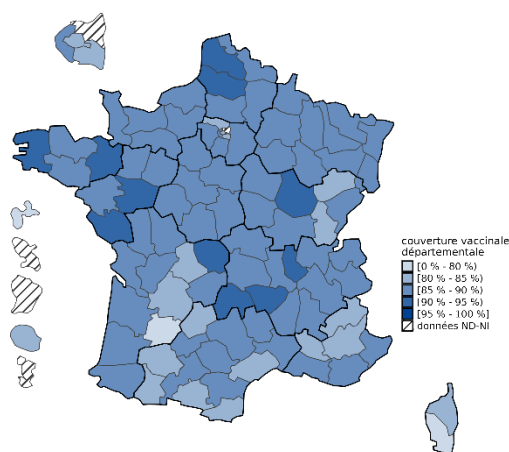 couverture vaccinale
départementale
[0 % - 80 %)
[80 % - 85 %)
[85 % - 90 %)
[90 % - 95 %)
[95 % - 100 %]
données ND-NI